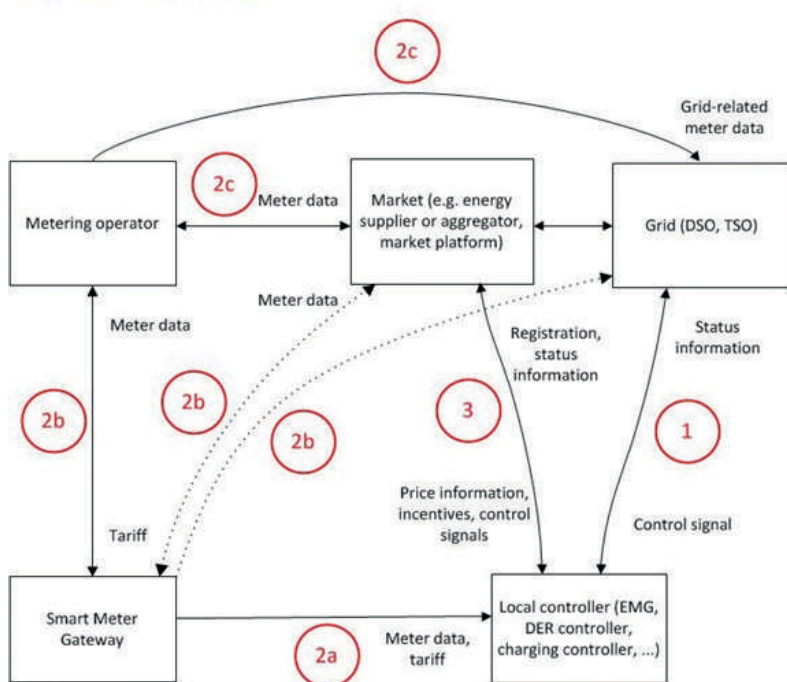 2c
Grid-related
meter data
Metering operator
2c
Meter data
Market (e.g. energy
supplier or aggregator,
market platform)
Grid (DSO, TSO)
Meter data
Meter data
Registration,
status
information
Status
information
2b
2b
2b
3
1
Price information,
incentives, control
signals
Control signal
Tariff
Smart Meter
Gateway
2a
Meter data,
tariff
Local controller (EMG,
DER controller,
charging controller, ...)